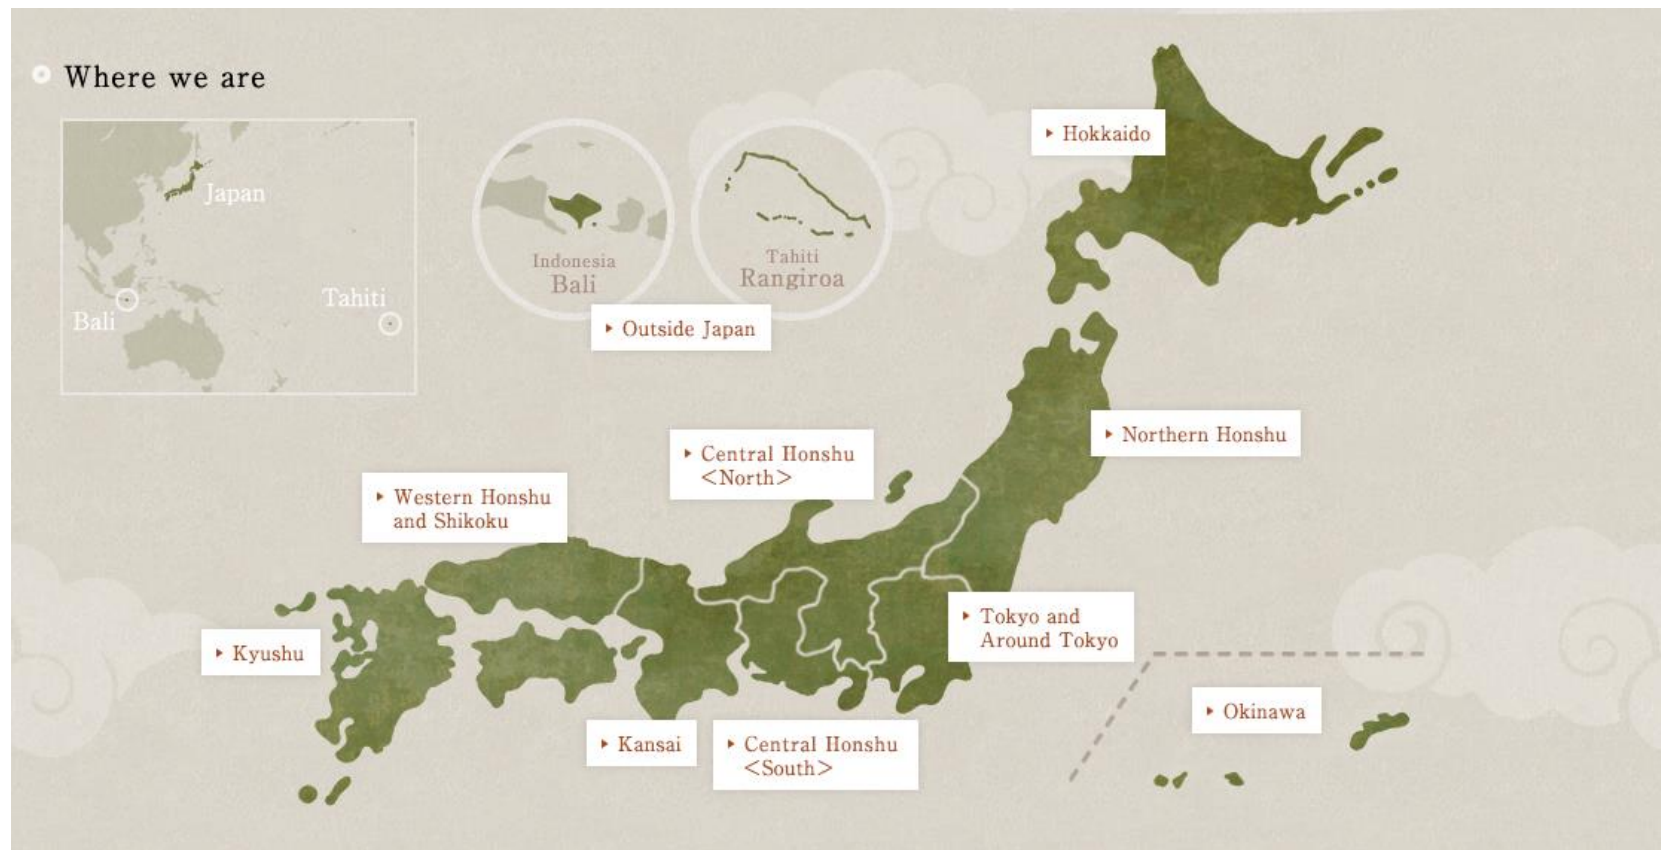 Where we are
Japan
Bali
Tahiti
Indonesia
Bali
Tahiti
Rangiroa
Outside Japan
Hokkaido
Northern Honshu
Central Honshu
<North>
Western Honshu
and Shikoku
Tokyo and
Around Tokyo
Kyushu
Okinawa
Kansai
Central Honshu
<South>